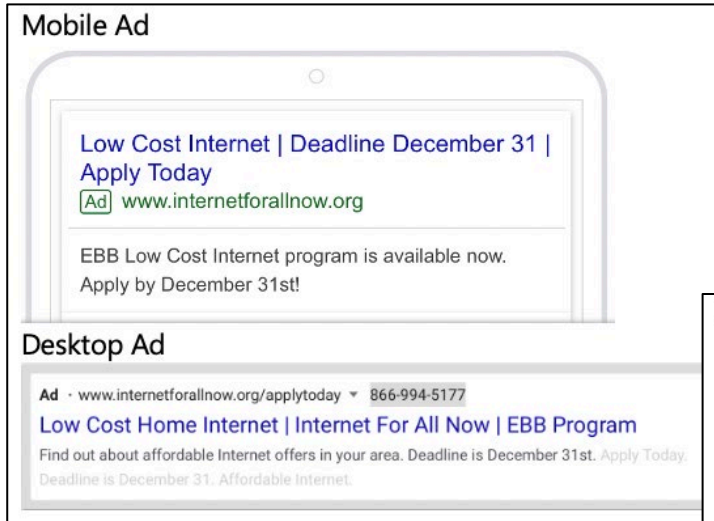 Mobile Ad
Low Cost Internet | Deadline December 31 |
Apply Today
Ad www.internetforallnow.org
EBB Low Cost Internet program is available now.
Apply by December 31st!
Desktop Ad
Ad · www.internetforallnow.org/applytoday ▾ 866-994-5177
Low Cost Home Internet | Internet For All Now | EBB Program
Find out about affordable Internet offers in your area. Deadline is December 31st. Apply Today.
Deadline is December 31. Affordable Internet.